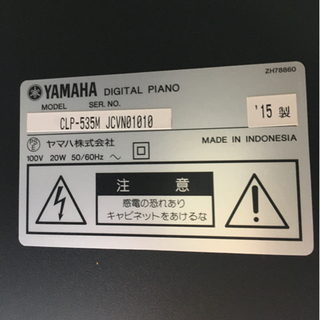 ZH78860
YAMAHA DIGITAL PIANO
MODEL SER. NO.
CLP-535M JCVN01010
'15 製
ヤマハ株式会社
100V 20W 50/60Hz ～
MADE IN INDONESIA
注 意
感電の恐れあり
キャビネットをあけるな